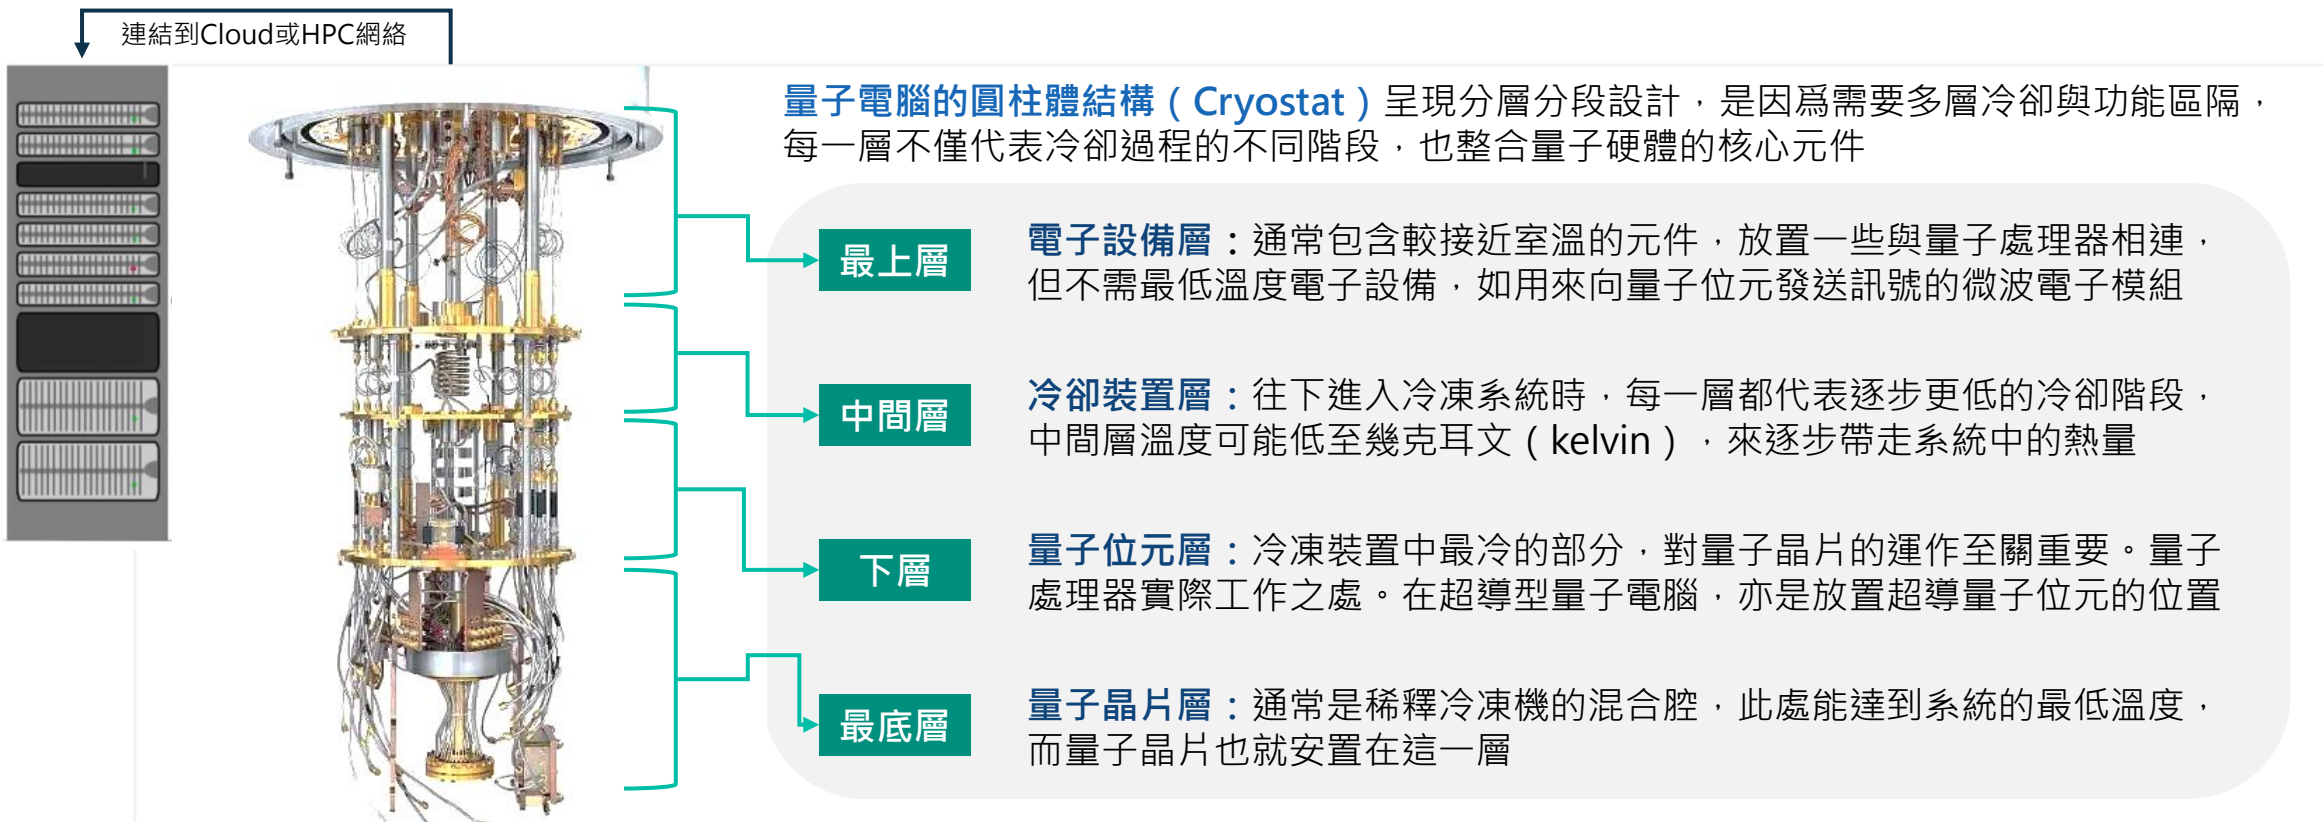 連結到Cloud或HPC網絡
量子電腦的圓柱體結構（Cryostat）呈現分層分段設計，是因爲需要多層冷卻與功能區隔，
每一層不僅代表冷卻過程的不同階段，也整合量子硬體的核心元件
最上層
電子設備層：通常包含較接近室溫的元件，放置一些與量子處理器相連，
但不需最低溫度電子設備，如用來向量子位元發送訊號的微波電子模組
中間層
冷卻裝置層：往下進入冷凍系統時，每一層都代表逐步更低的冷卻階段，
中間層溫度可能低至幾克耳文（kelvin），來逐步帶走系統中的熱量
下層
量子位元層：冷凍裝置中最冷的部分，對量子晶片的運作至關重要。量子
處理器實際工作之處。在超導型量子電腦，亦是放置超導量子位元的位置
最底層
量子晶片層：通常是稀釋冷凍機的混合腔，此處能達到系統的最低溫度，
而量子晶片也就安置在這一層